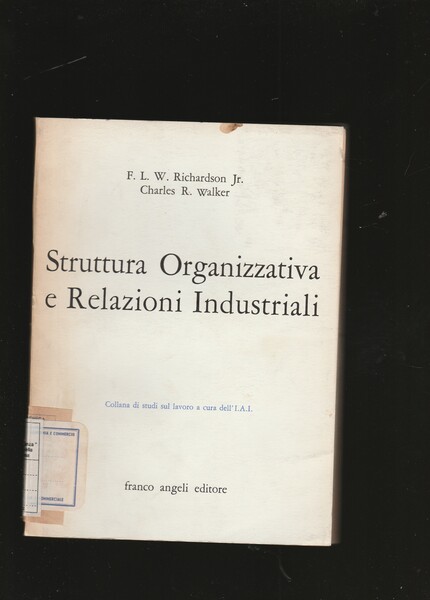 F. L. W. Richardson Jr.
Charles R. Walker
Struttura Organizzativa
e Relazioni Industriali
Collana di studi sul lavoro a cura dell'I.A.I.
franco angeli editore